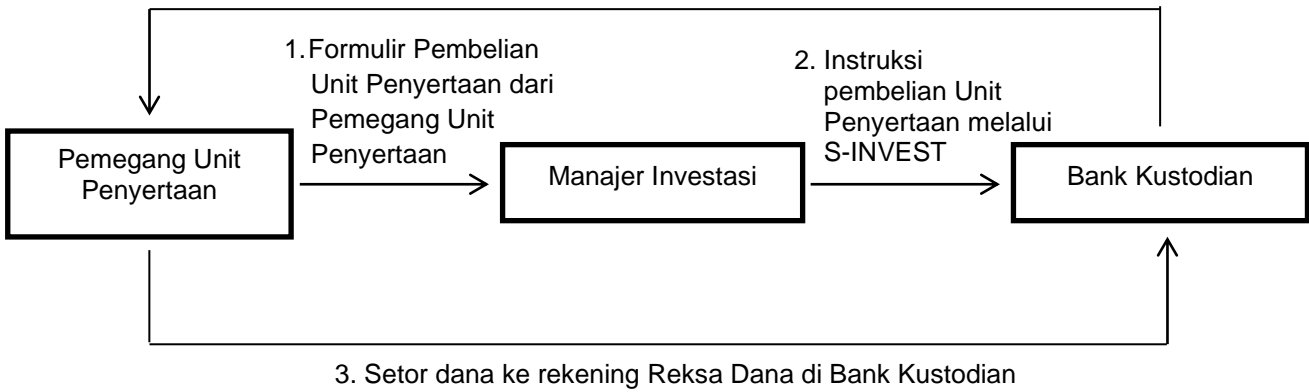 1. Formulir Pembelian
Unit Penyertaan dari
Pemegang Unit
Penyertaan
2. Instruksi
pembelian Unit
Penyertaan melalui
S-INVEST
Pemegang Unit
Penyertaan
Manajer Investasi
Bank Kustodian
3. Setor dana ke rekening Reksa Dana di Bank Kustodian